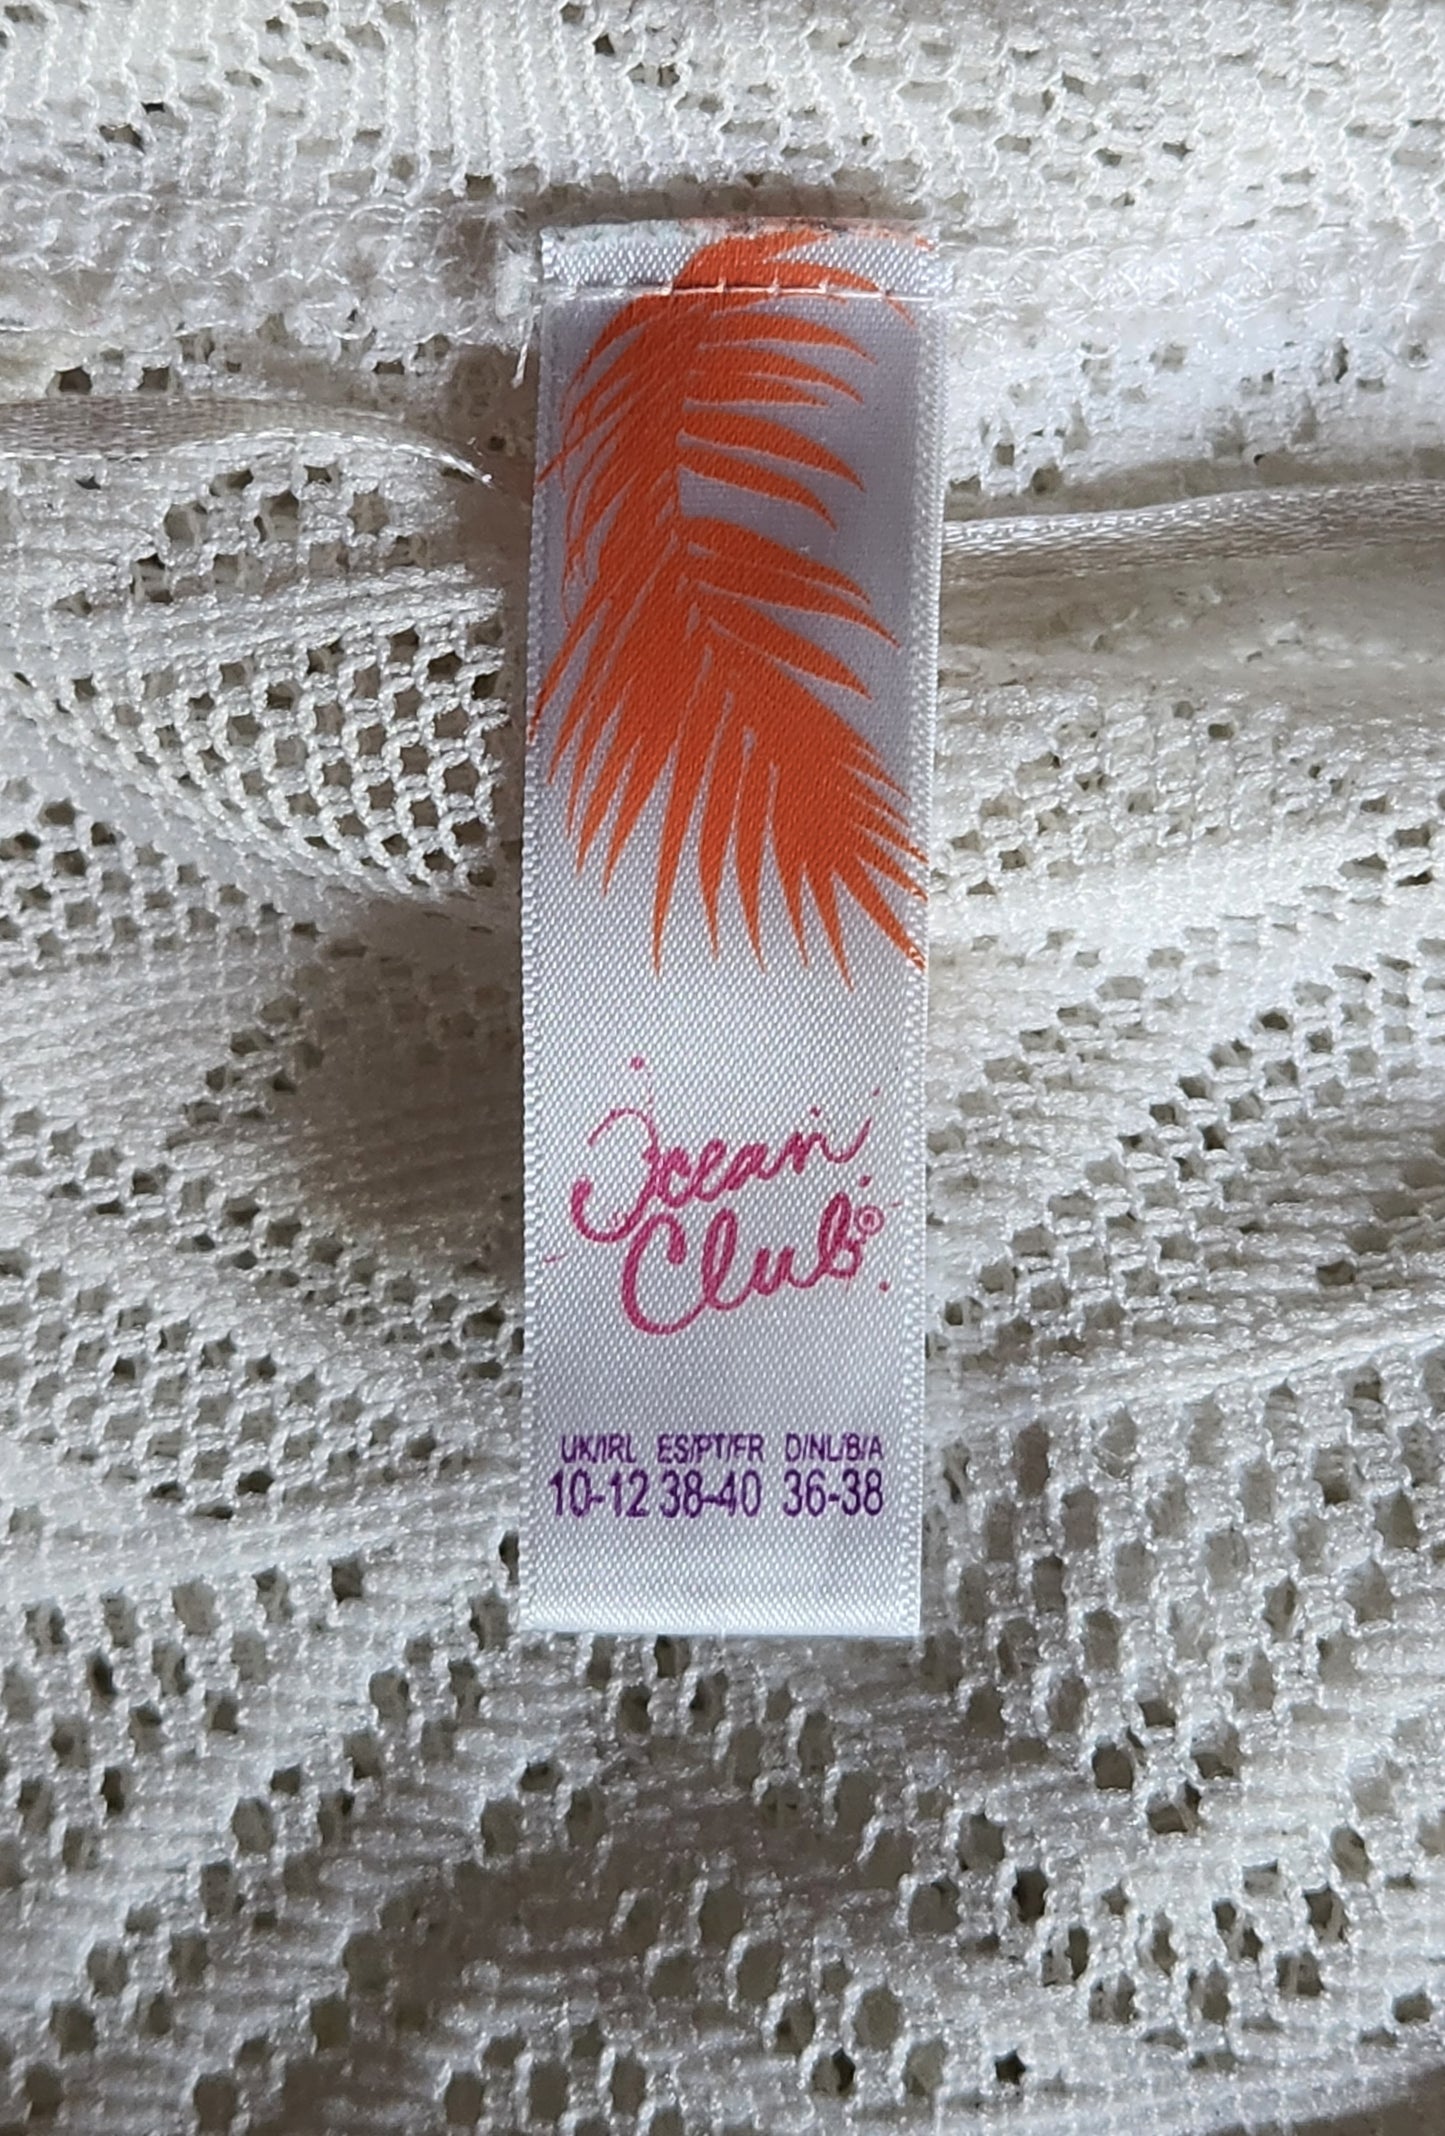 Ocean
Club®
UK/IRL ES/PT/FR D/NL/B/A
10-12 38-40 36-38